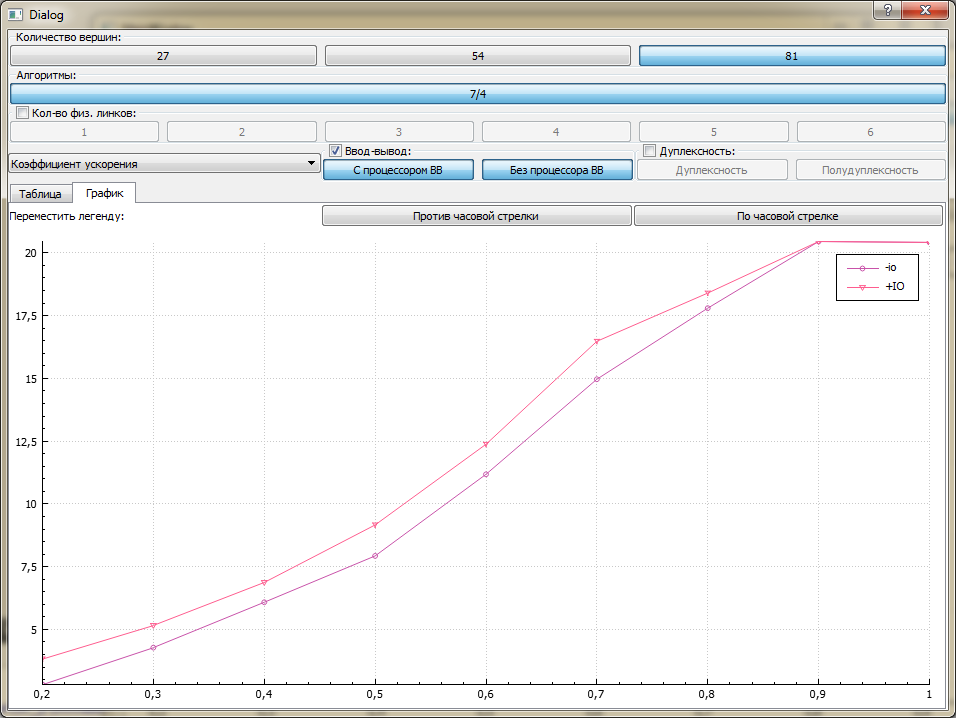 Dialog
Количество вершин:
27 54 81
Алгоритмы:
7/4
Кол-во физ. линков:
1 2 3 4 5 6
Ввод-вывод: Дуплексность:
Коэффициент ускорения С процессором ВВ Без процессора ВВ Дуплексность Полудуплексность
Таблица График
Переместить легенду: Против часовой стрелки По часовой стрелке
20
17,5
15
12,5
10
7,5
5
-io
+IO
0,2 0,3 0,4 0,5 0,6 0,7 0,8 0,9 1